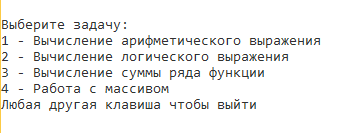 Выберите задачу:
1 - Вычисление арифметического выражения
2 - Вычисление логического выражения
3 - Вычисление суммы ряда функции
4 - Работа с массивом
Любая другая клавиша чтобы выйти